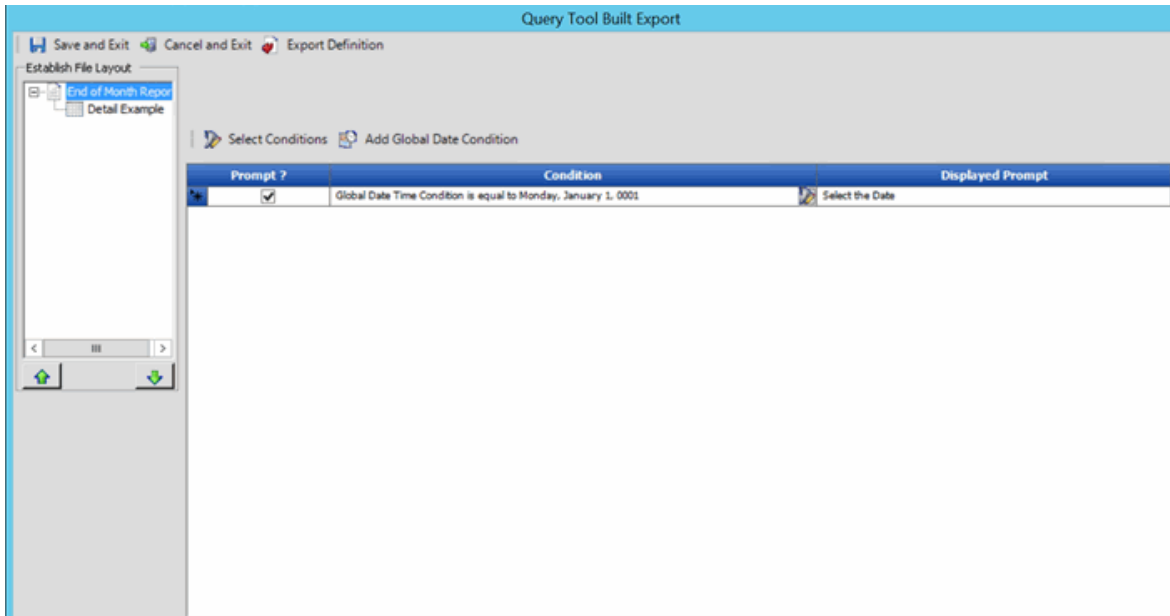 Query Tool Built Export
Save and Exit Cancel and Exit Export Definition
Establish File Layout
End of Month Repor
Detail Example
Select Conditions Add Global Date Condition
Prompt ? Condition Displayed Prompt
Global Date Time Condition is equal to Monday, January 1, 0001 Select the Date